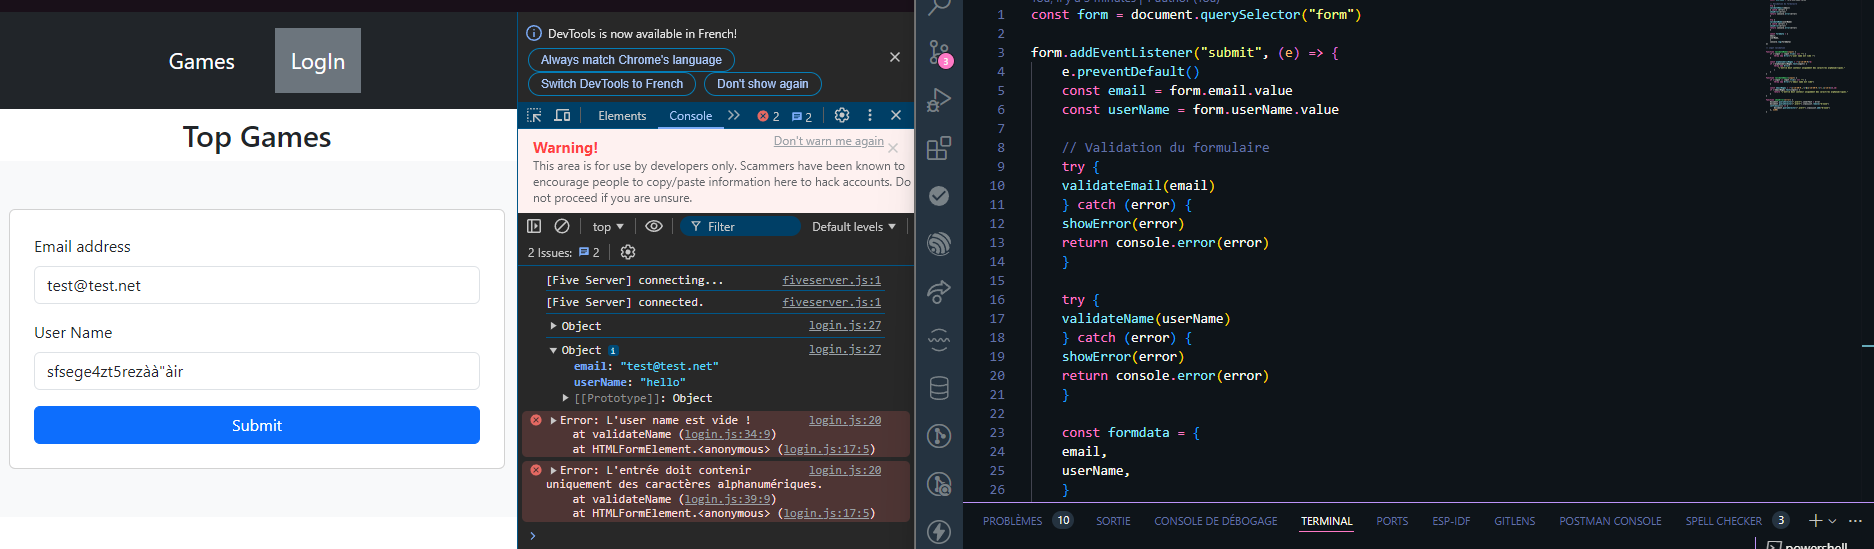 Games
LogIn
Top Games
Email address
test@test.net
User Name
sfsege4zt5rezàà"àir
Submit
DevTools is now available in French!
Always match Chrome's language
Switch DevTools to French
Don't show again
Elements
Console
2
2
Warning!
Don't warn me again
This area is for use by developers only. Scammers have been known to
encourage people to copy/paste information here to hack accounts. Do
not proceed if you are unsure.
top
Filter
Default levels
2 Issues:
2
[Five Server] connecting... fiveserver.js:1
[Five Server] connected. fiveserver.js:1
Object login.js:27
Object i login.js:27
email: "test@test.net"
userName: "hello"
[[Prototype]]: Object
Error: L'user name est vide ! login.js:20
at validateName (login.js:34:9)
at HTMLFormElement.<anonymous> (login.js:17:5)
Error: L'entrée doit contenir login.js:20
uniquement des caractères alphanumériques.
at validateName (login.js:39:9)
at HTMLFormElement.<anonymous> (login.js:17:5)
3
1 const form = document.querySelector("form")
2
3 form.addEventListener("submit", (e) => {
4 e.preventDefault()
5 const email = form.email.value
6 const userName = form.userName.value
7
8 // Validation du formulaire
9 try {
10 validateEmail(email)
11 } catch (error) {
12 showError(error)
13 return console.error(error)
14 }
15
16 try {
17 validateName(userName)
18 } catch (error) {
19 showError(error)
20 return console.error(error)
21 }
22
23 const formdata = {
24 email,
25 userName,
26 }
PROBLÈMES 10
SORTIE
CONSOLE DE DÉBOGAGE
TERMINAL
PORTS
ESP-IDF
GITLENS
POSTMAN CONSOLE
SPELL CHECKER 3
powershell